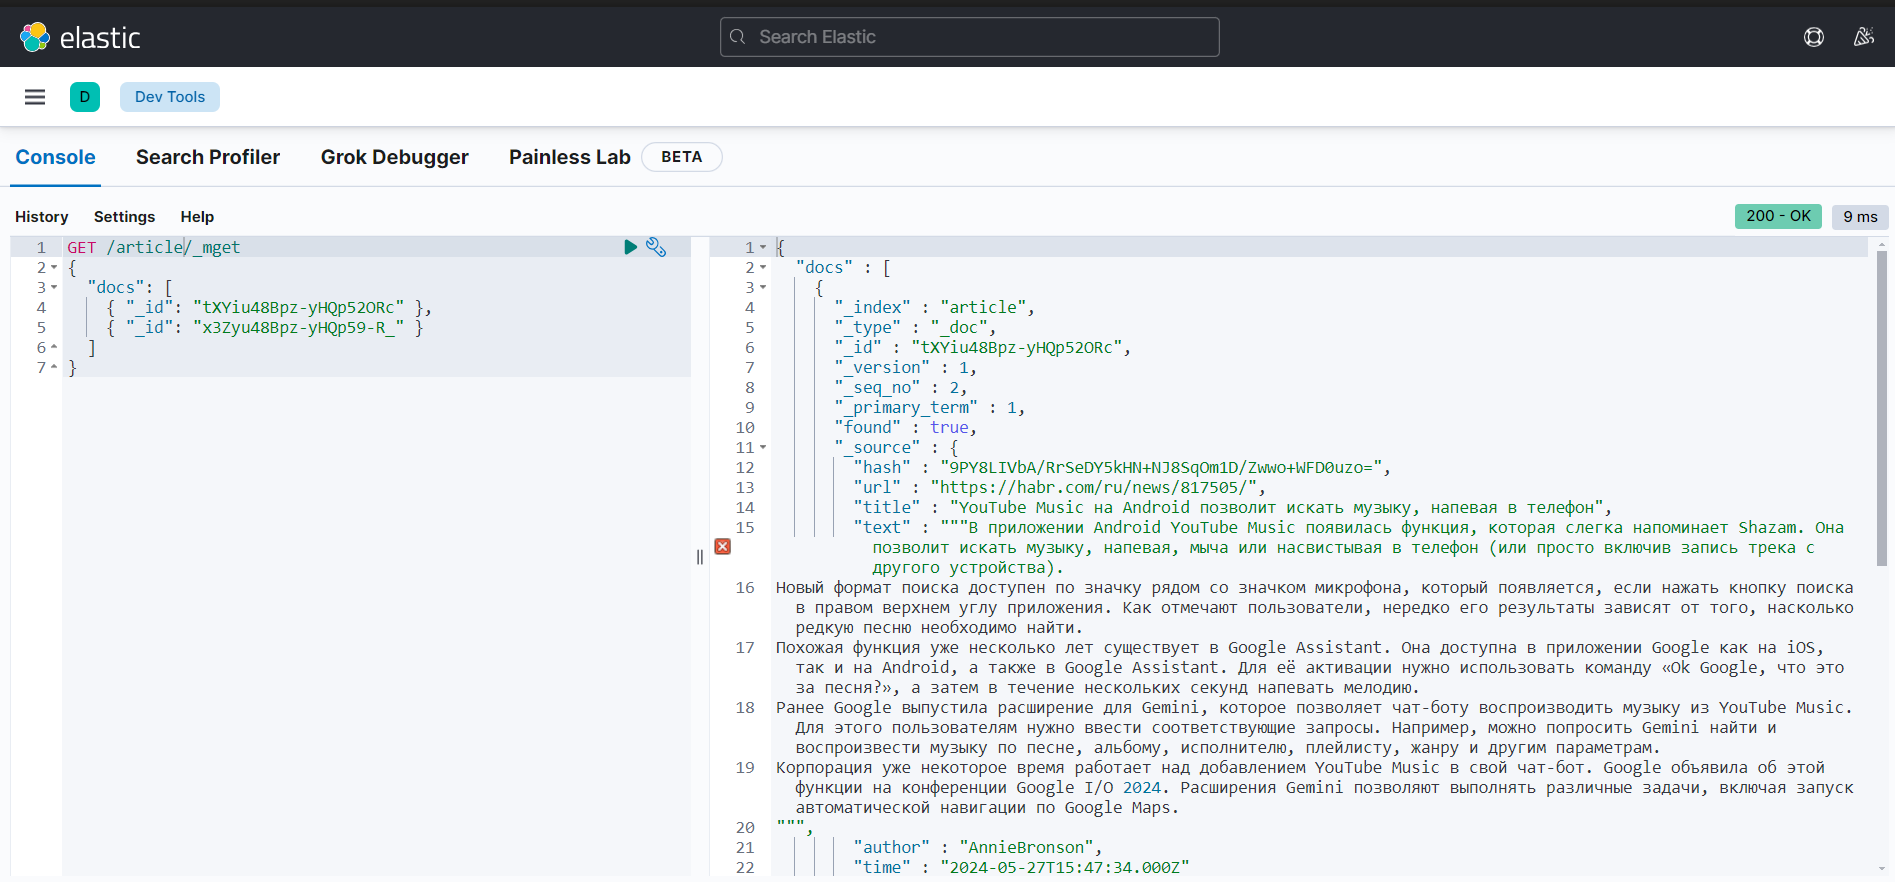 elastic
Search Elastic
D
Dev Tools
Console
Search Profiler
Grok Debugger
Painless Lab
BETA
History
Settings
Help
200 - OK
9 ms
1 GET /article/_mget
2 {
3 "docs": [
4 { "_id": "tXYiu48Bpz-yHQp52ORc" },
5 { "_id": "x3Zyu48Bpz-yHQp59-R_" }
6 ]
7 }
1 {
2 "docs" : [
3 {
4 "_index" : "article",
5 "_type" : "_doc",
6 "_id" : "tXYiu48Bpz-yHQp52ORc",
7 "_version" : 1,
8 "_seq_no" : 2,
9 "_primary_term" : 1,
10 "found" : true,
11 "_source" : {
12 "hash" : "9PY8LIVbA/RrSeDY5kHN+NJ8SqOm1D/Zwwo+WFD0uzo=",
13 "url" : "https://habr.com/ru/news/817505/",
14 "title" : "YouTube Music на Android позволит искать музыку, напевая в телефон",
15 "text" : """В приложении Android YouTube Music появилась функция, которая слегка напоминает Shazam. Она
позволит искать музыку, напевая, мыча или насвистывая в телефон (или просто включив запись трека с
другого устройства).
16 Новый формат поиска доступен по значку рядом со значком микрофона, который появляется, если нажать кнопку поиска
в правом верхнем углу приложения. Как отмечают пользователи, нередко его результаты зависят от того, насколько
редкую песню необходимо найти.
17 Похожая функция уже несколько лет существует в Google Assistant. Она доступна в приложении Google как на iOS,
так и на Android, а также в Google Assistant. Для её активации нужно использовать команду «Ok Google, что это
за песня?», а затем в течение нескольких секунд напевать мелодию.
18 Ранее Google выпустила расширение для Gemini, которое позволяет чат-боту воспроизводить музыку из YouTube Music.
Для этого пользователям нужно ввести соответствующие запросы. Например, можно попросить Gemini найти и
воспроизвести музыку по песне, альбому, исполнителю, плейлисту, жанру и другим параметрам.
19 Корпорация уже некоторое время работает над добавлением YouTube Music в свой чат-бот. Google объявила об этой
функции на конференции Google I/O 2024. Расширения Gemini позволяют выполнять различные задачи, включая запуск
автоматической навигации по Google Maps.
20 """,
21 "author" : "AnnieBronson",
22 "time" : "2024-05-27T15:47:34.000Z"